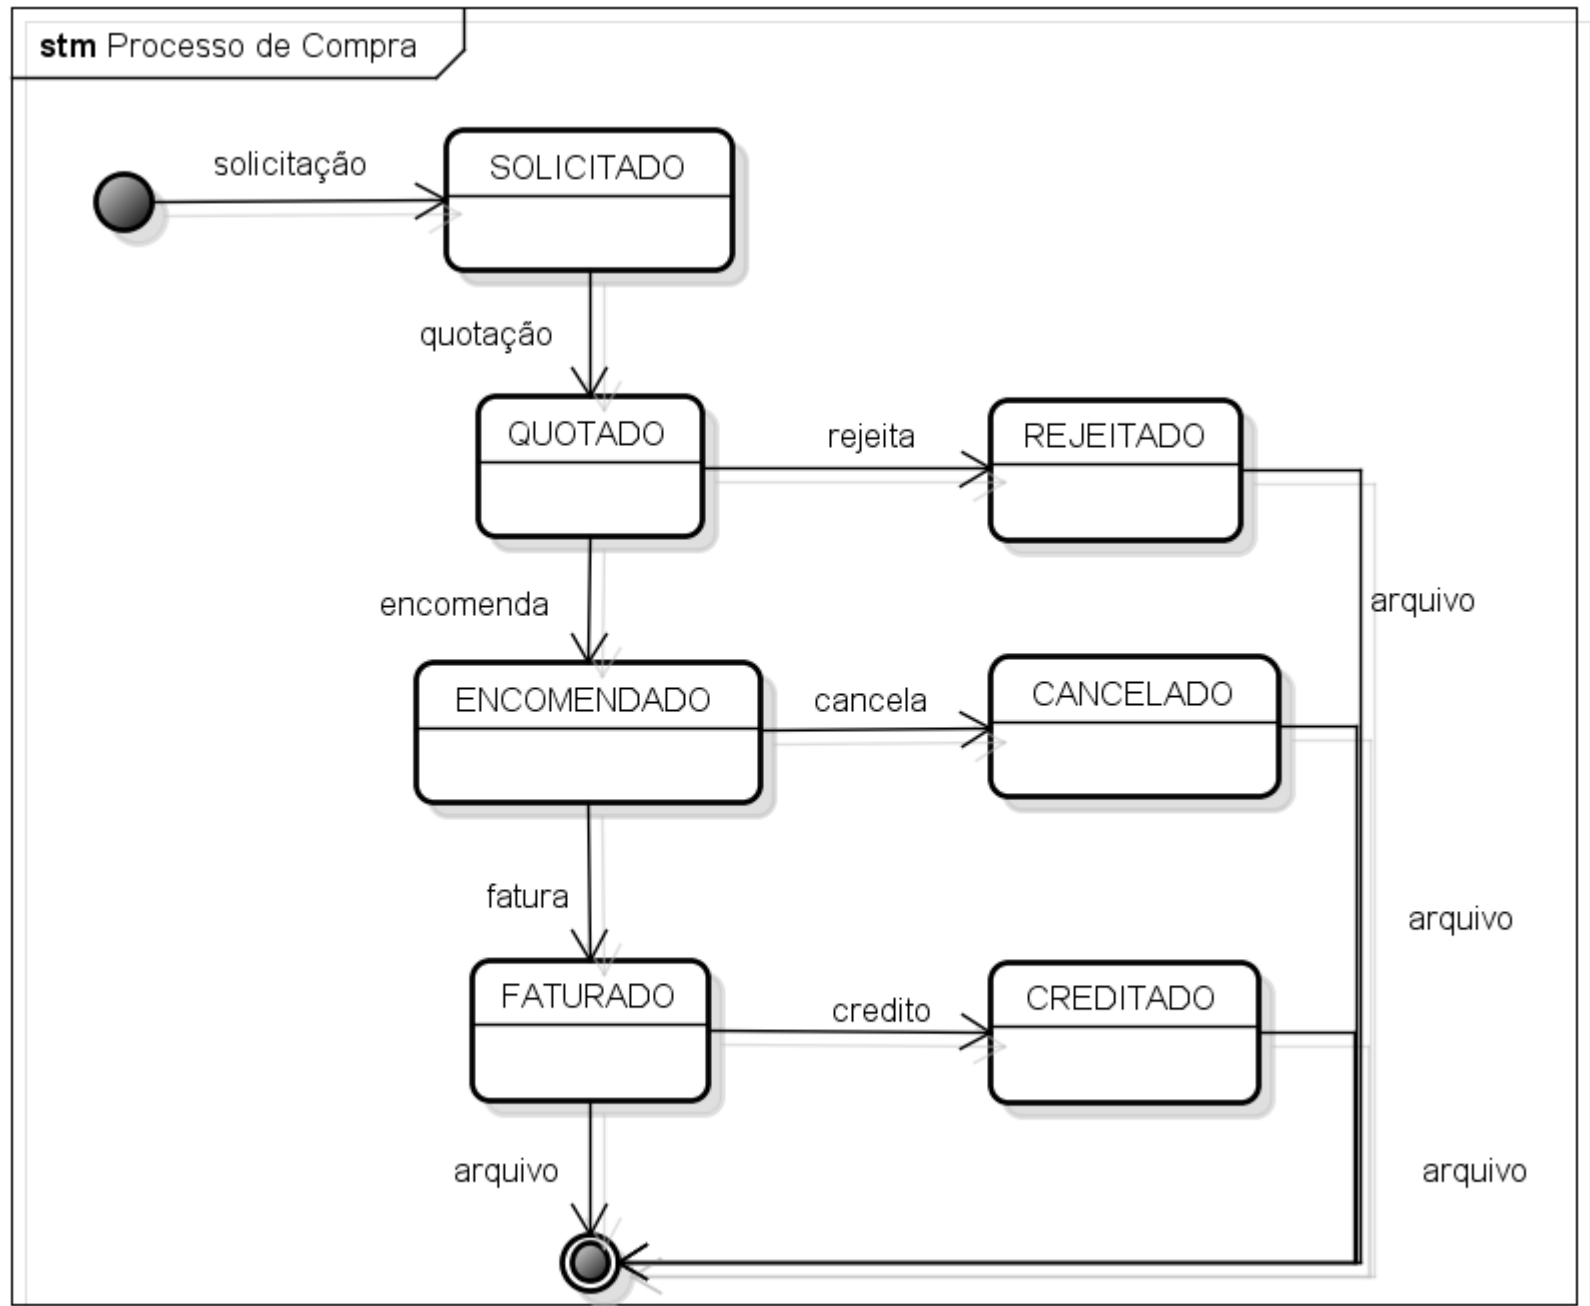 stm Processo de Compra
solicitação
SOLICITADO
quotação
QUOTADO
rejeita
REJEITADO
encomenda
arquivo
ENCOMENDADO
cancela
CANCELADO
fatura
arquivo
FATURADO
credito
CREDITADO
arquivo
arquivo